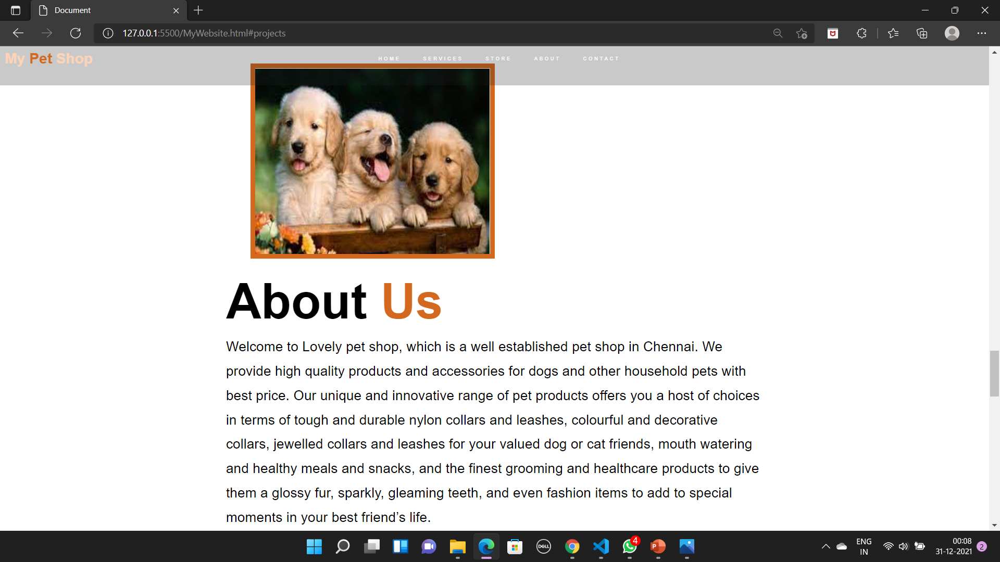 Document
127.0.0.1:5500/MyWebsite.html#projects
My Pet Shop
HOME SERVICES STORE ABOUT CONTACT
About Us
Welcome to Lovely pet shop, which is a well established pet shop in Chennai. We
provide high quality products and accessories for dogs and other household pets with
best price. Our unique and innovative range of pet products offers you a host of choices
in terms of tough and durable nylon collars and leashes, colourful and decorative
collars, jewelled collars and leashes for your valued dog or cat friends, mouth watering
and healthy meals and snacks, and the finest grooming and healthcare products to give
them a glossy fur, sparkly, gleaming teeth, and even fashion items to add to special
moments in your best friend’s life.
DELL
4
P
ENG
IN
00:08
31-12-2021
2